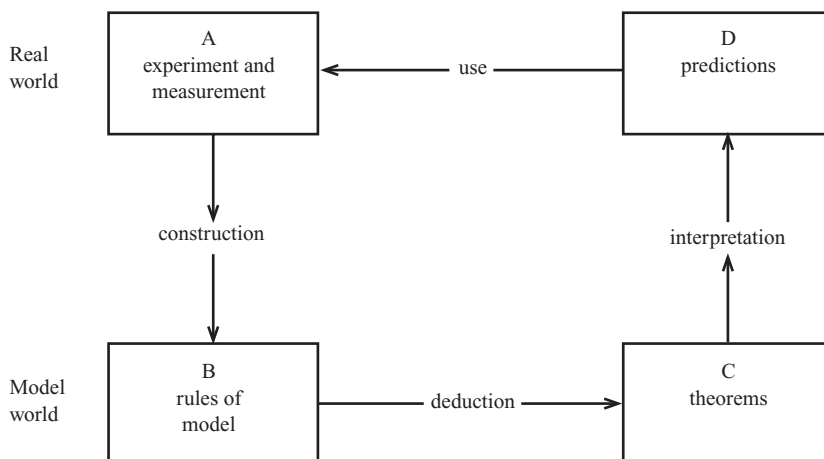 Real
world
A
experiment and
measurement
use
D
predictions
construction
interpretation
Model
world
B
rules of
model
deduction
C
theorems